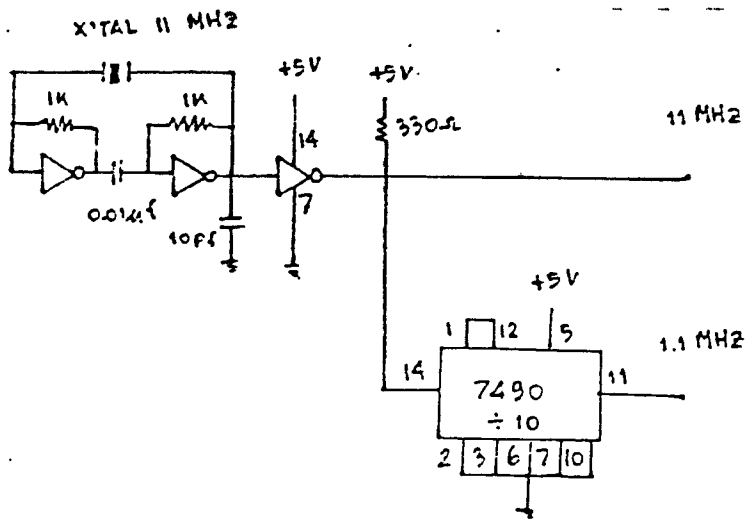 X'TAL 11 MHZ
+5V
+5V
1K
1K
330Ω
11 MHZ
14
7
0.01µf
10Pf
+5V
1
12
5
1.1 MHZ
14
7490
11
÷ 10
2
3
6
7
10